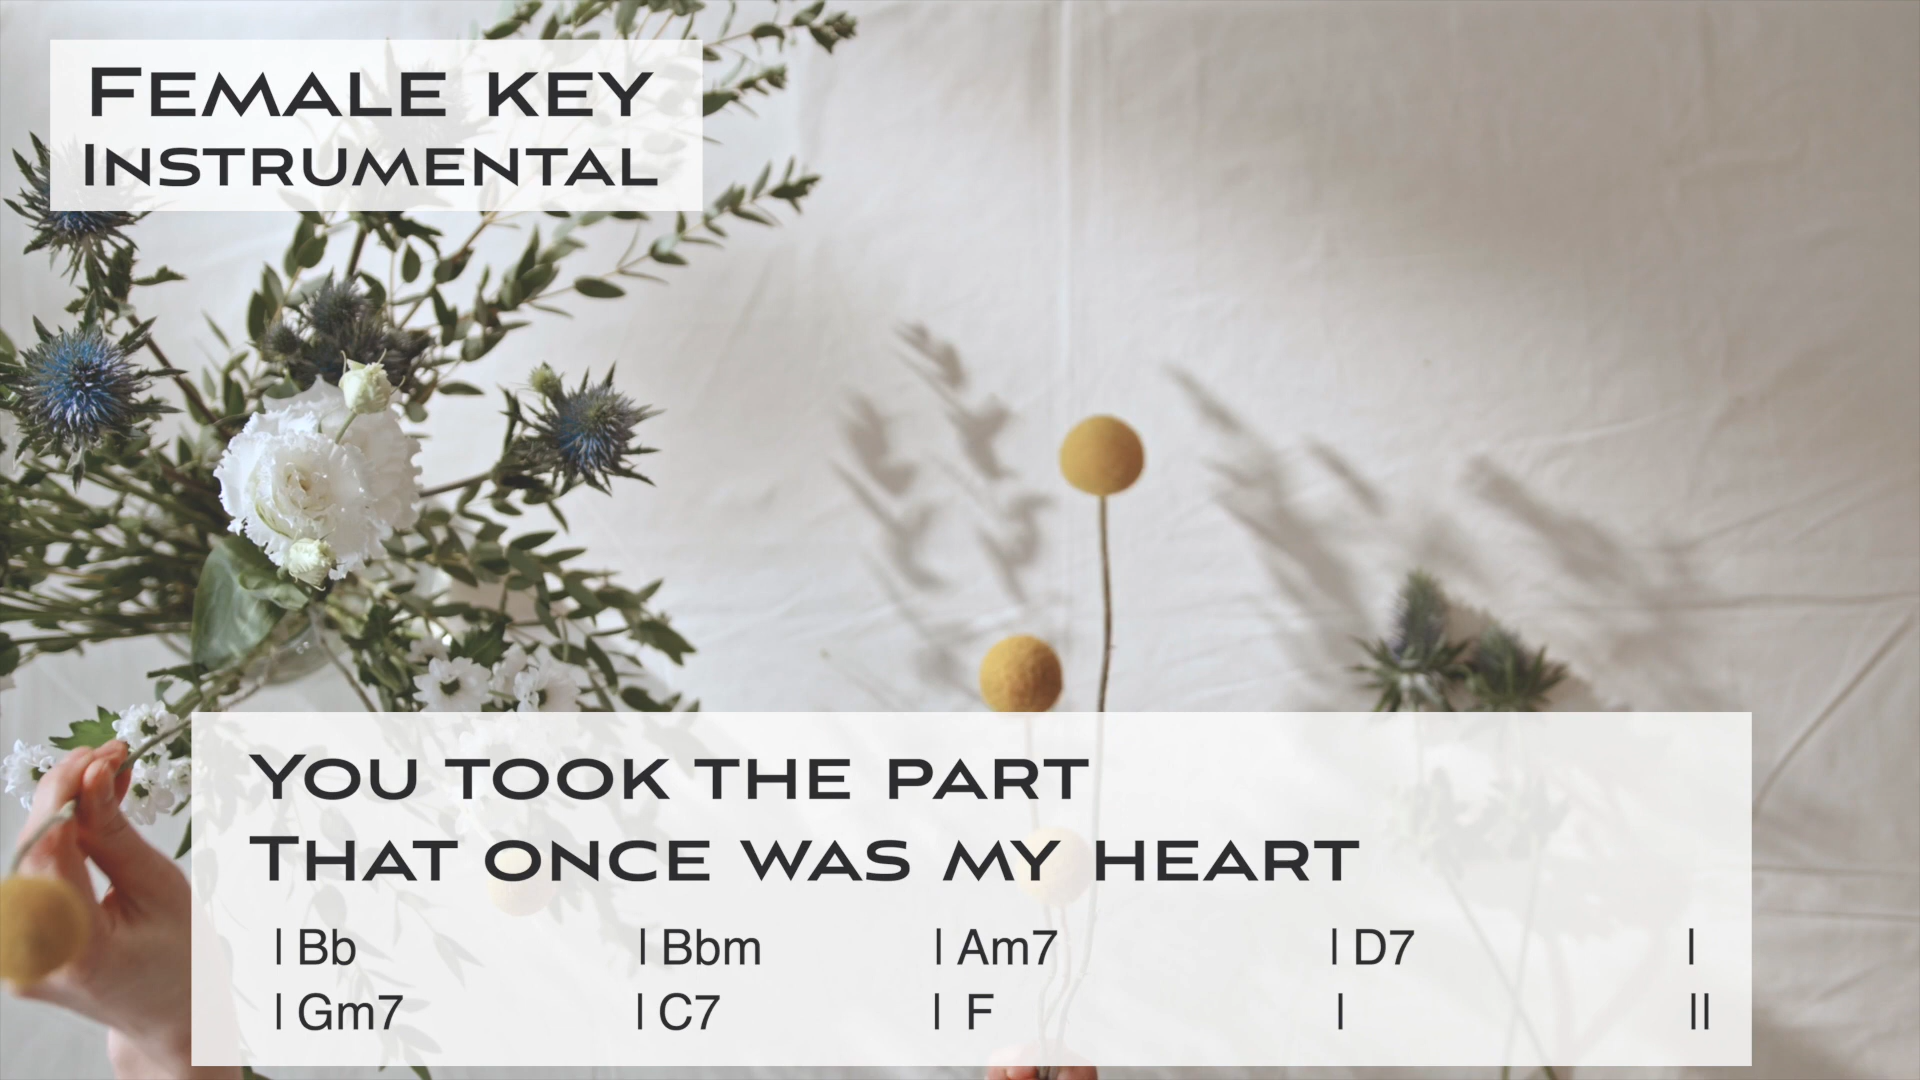 FEMALE KEY
INSTRUMENTAL
YOU TOOK THE PART
THAT ONCE WAS MY HEART
| Bb | Bbm | Am7 | D7 |
| Gm7 | C7 | F | ||